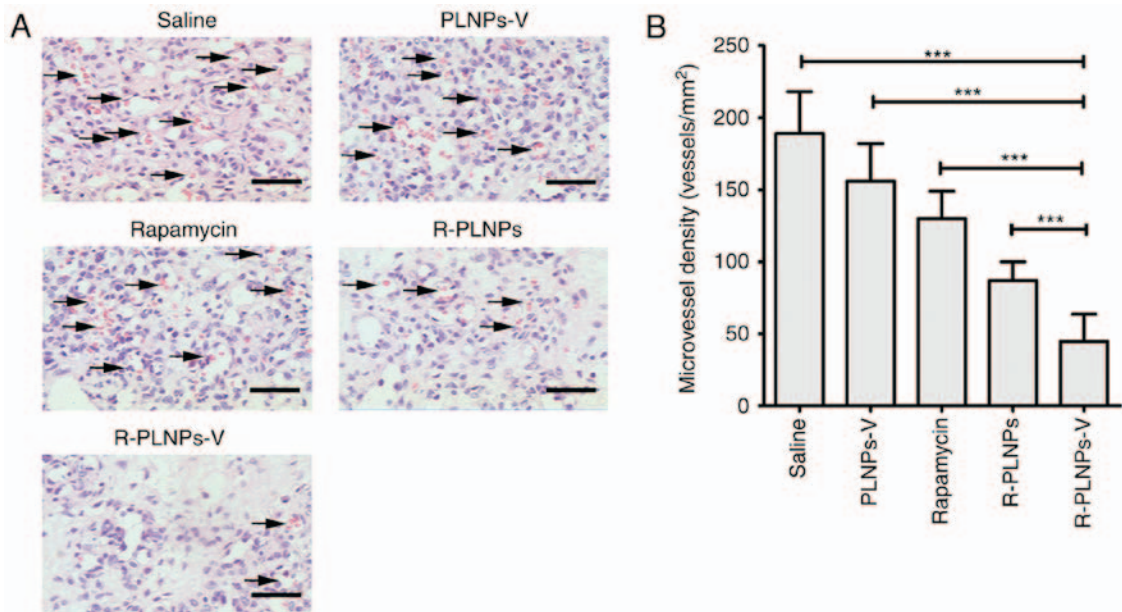 A
Saline
PLNPs-V
Rapamycin
R-PLNPs
R-PLNPs-V
B
Microvessel density (vessels/mm²)
250
200
150
100
50
0
***
***
***
***
Saline
PLNPs-V
Rapamycin
R-PLNPs
R-PLNPs-V